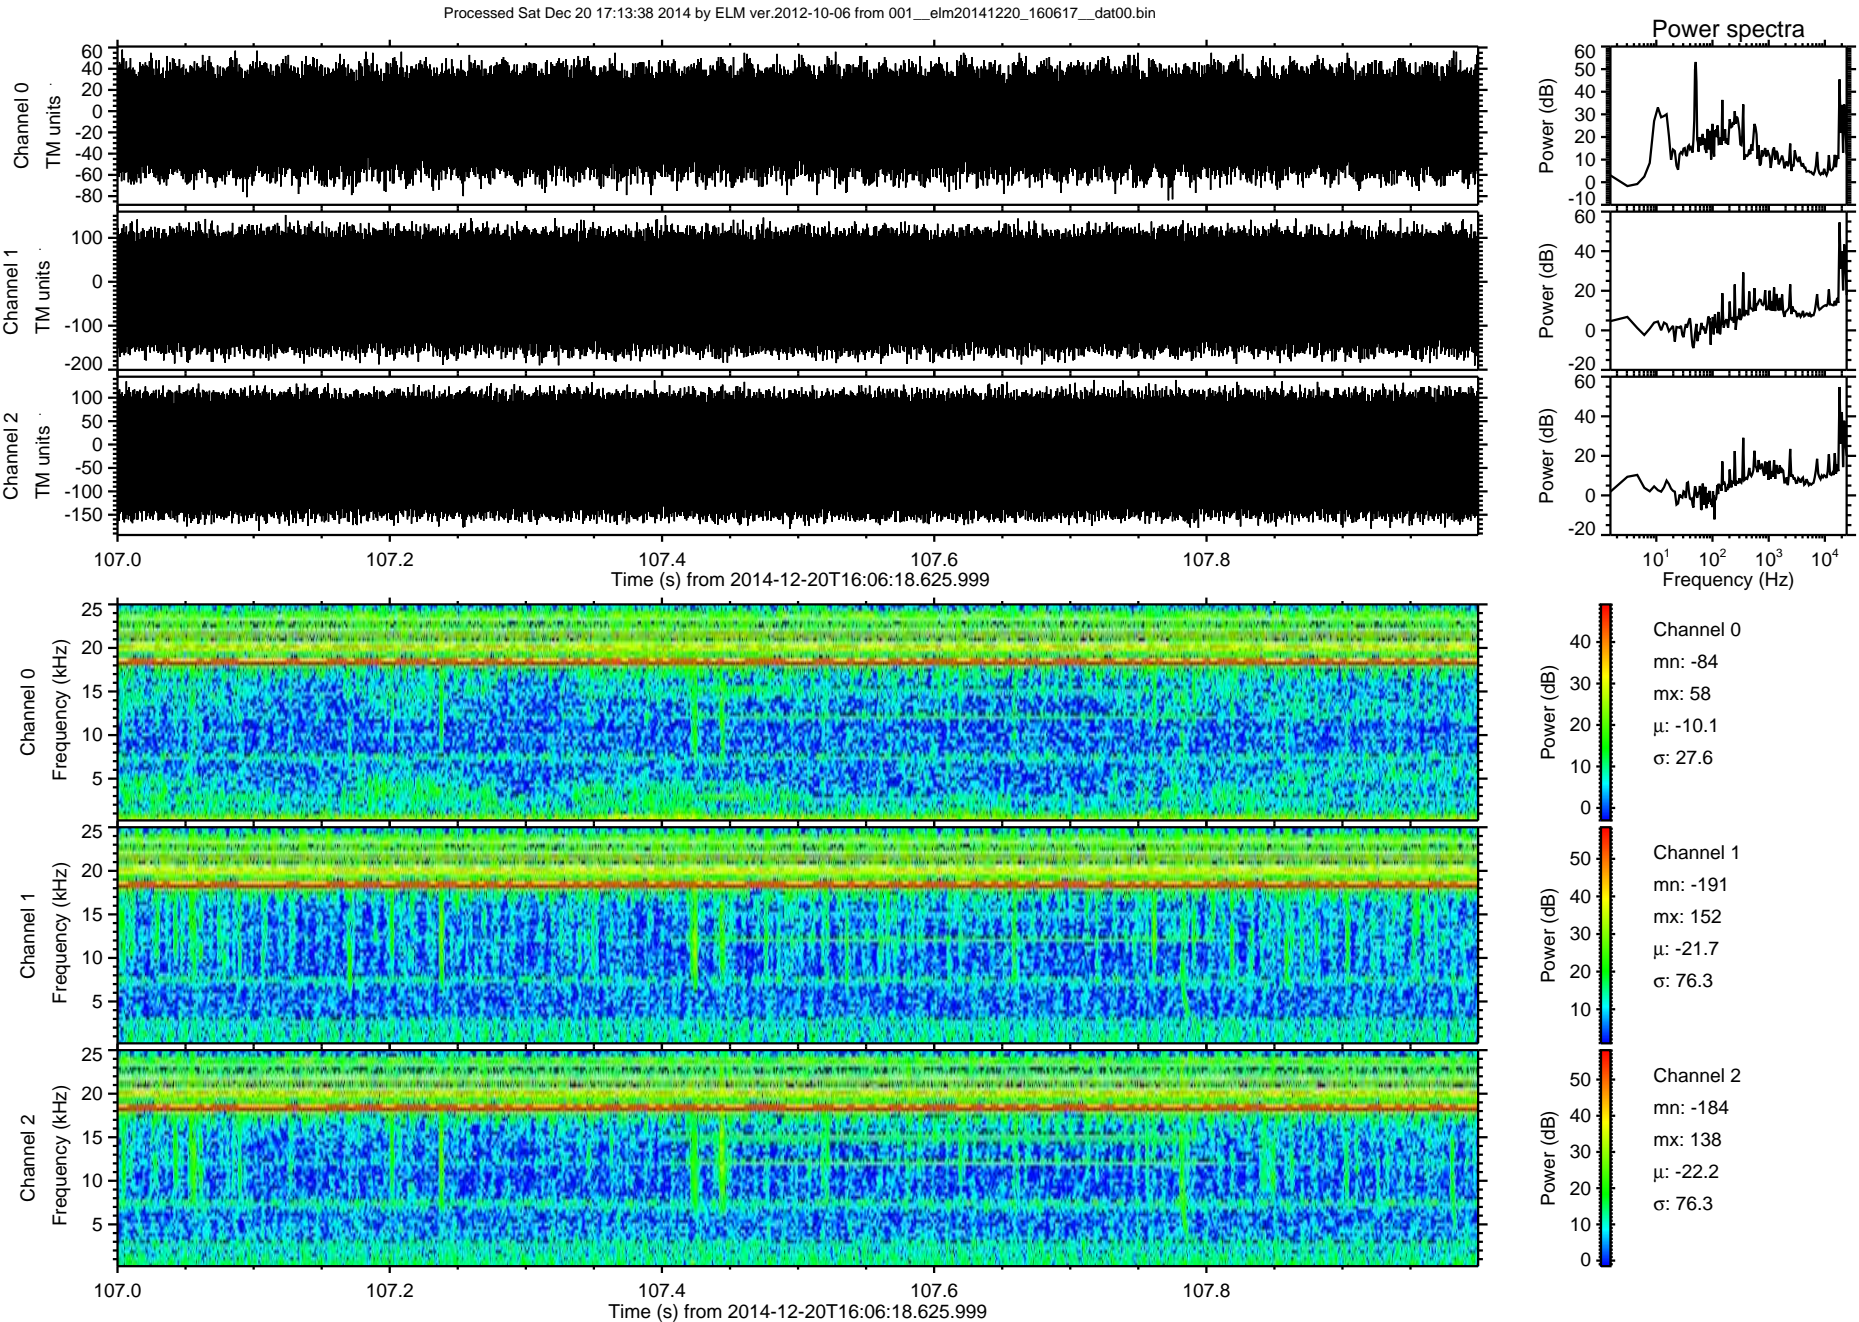 Processed Sat Dec 20 17:13:38 2014 by ELM ver.2012-10-06 from 001__elm20141220_160617__dat00.bin
Power spectra
Channel 0
TM units
60
40
20
0
-20
-40
-60
-80
Power (dB)
60
50
40
30
20
10
0
-10
Channel 1
TM units
100
0
-100
-200
Power (dB)
60
40
20
0
-20
Channel 2
TM units
100
50
0
-50
-100
-150
Power (dB)
60
40
20
0
-20
107.0 107.2 107.4 107.6 107.8
Time (s) from 2014-12-20T16:06:18.625.999
10^1 10^2 10^3 10^4
Frequency (Hz)
Channel 0
Frequency (kHz)
25
20
15
10
5
Power (dB)
40
30
20
10
0
Channel 0
mn: -84
mx: 58
μ: -10.1
σ: 27.6
Channel 1
Frequency (kHz)
25
20
15
10
5
Power (dB)
50
40
30
20
10
Channel 1
mn: -191
mx: 152
μ: -21.7
σ: 76.3
Channel 2
Frequency (kHz)
25
20
15
10
5
Power (dB)
50
40
30
20
10
0
Channel 2
mn: -184
mx: 138
μ: -22.2
σ: 76.3
107.0 107.2 107.4 107.6 107.8
Time (s) from 2014-12-20T16:06:18.625.999